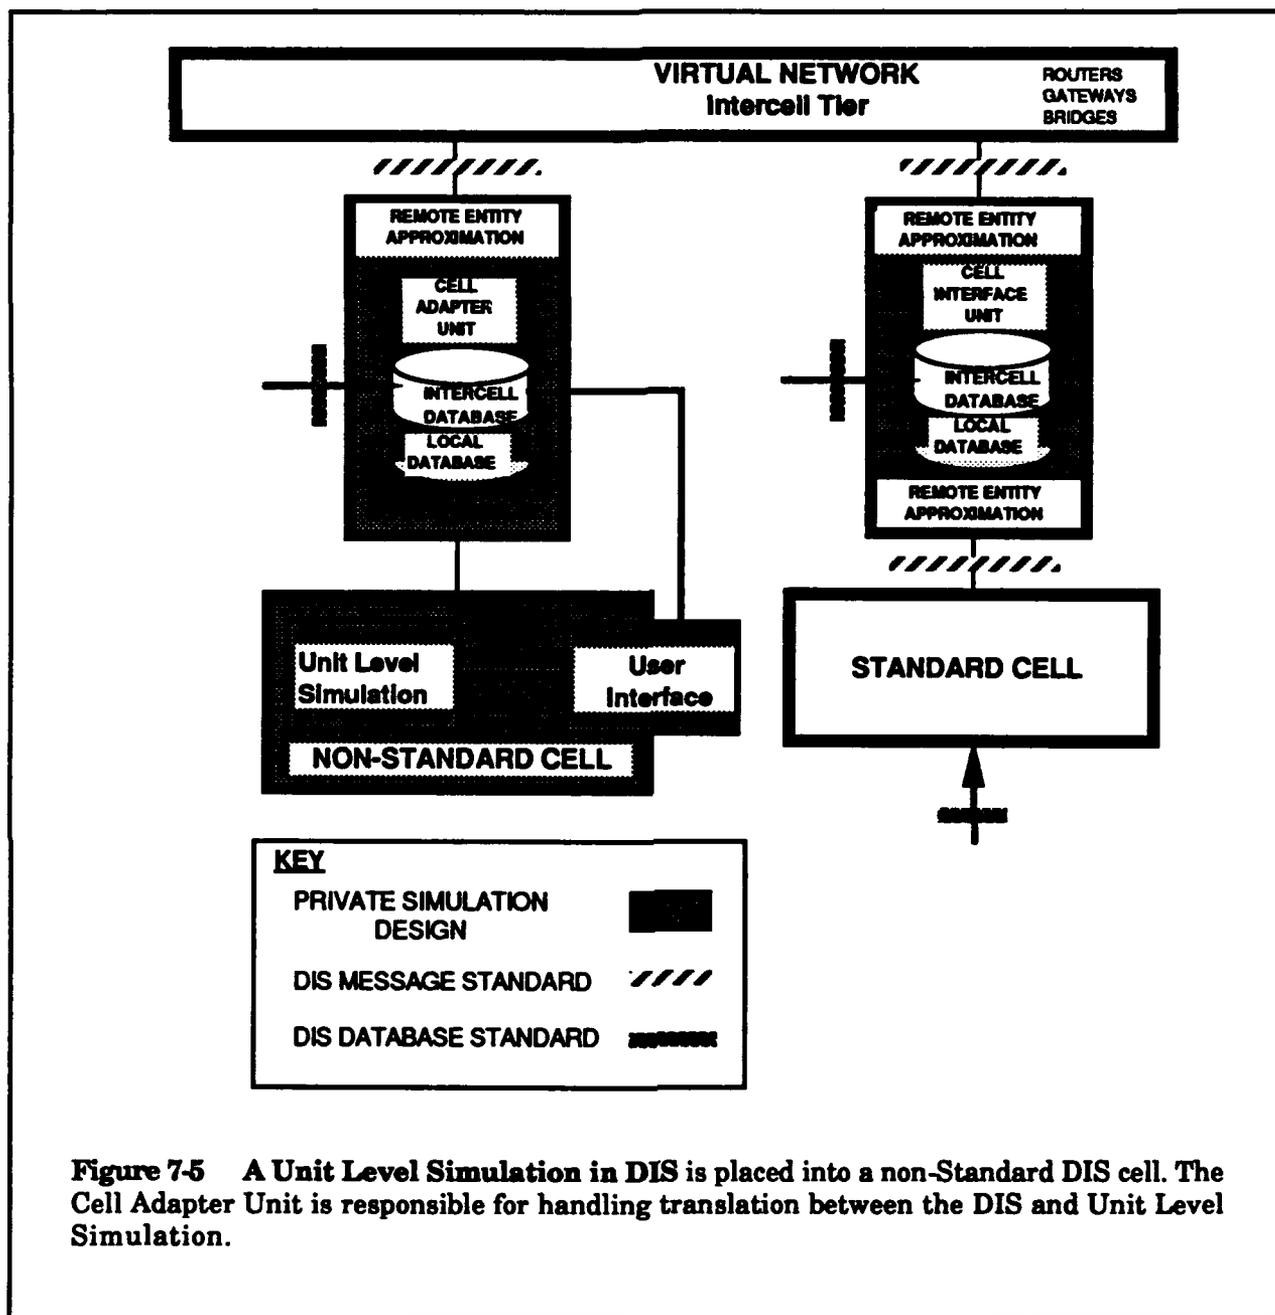 VIRTUAL NETWORK
Intercell Tier
ROUTERS
GATEWAYS
BRIDGES
REMOTE ENTITY
APPROXIMATION
CELL
ADAPTER
UNIT
INTERCELL
DATABASE
LOCAL
DATABASE
REMOTE ENTITY
APPROXIMATION
CELL
INTERFACE
UNIT
INTERCELL
DATABASE
LOCAL
DATABASE
REMOTE ENTITY
APPROXIMATION
Unit Level
Simulation
User
Interface
NON-STANDARD CELL
STANDARD CELL
KEY
PRIVATE SIMULATION
DESIGN
DIS MESSAGE STANDARD
DIS DATABASE STANDARD
Figure 7-5 A Unit Level Simulation in DIS is placed into a non-Standard DIS cell. The
Cell Adapter Unit is responsible for handling translation between the DIS and Unit Level
Simulation.